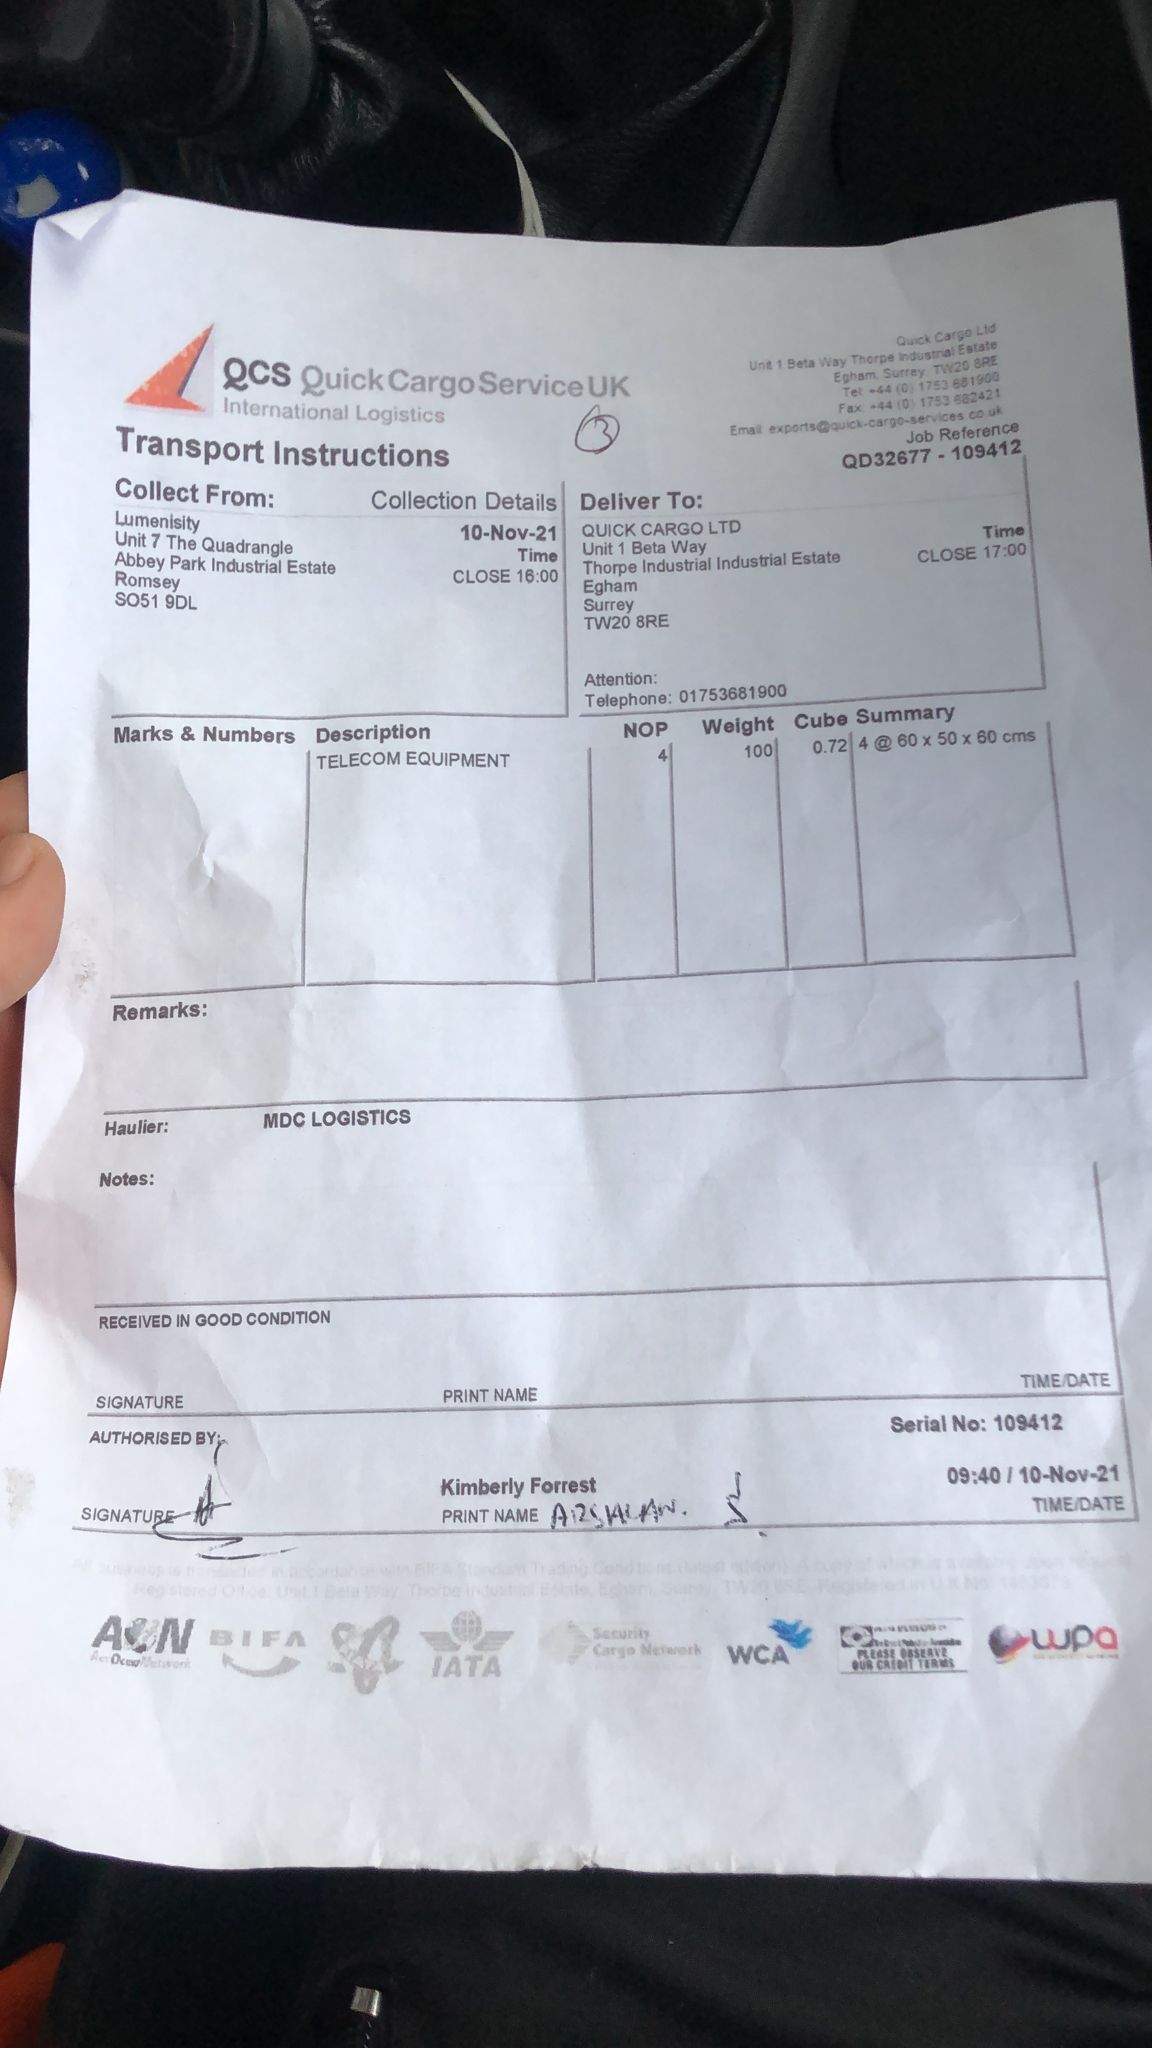 QCS Quick Cargo Service UK
International Logistics
Transport Instructions
3
Quick Cargo Ltd
Unit 1 Beta Way Thorpe Industrial Estate
Egham, Surrey, TW20 8RE
Tel: +44 (0) 1753 681900
Fax: +44 (0) 1753 682421
Email: exports@quick-cargo-services.co.uk
Job Reference
QD32677 - 109412
Collect From: Collection Details
Lumenisity 10-Nov-21
Unit 7 The Quadrangle Time
Abbey Park Industrial Estate CLOSE 16:00
Romsey
SO51 9DL
Deliver To:
QUICK CARGO LTD Time
Unit 1 Beta Way CLOSE 17:00
Thorpe Industrial Industrial Estate
Egham
Surrey
TW20 8RE
Attention:
Telephone: 01753681900
Marks & Numbers Description NOP Weight Cube Summary
TELECOM EQUIPMENT 4 100 0.72 4 @ 60 x 50 x 60 cms
Remarks:
Haulier: MDC LOGISTICS
Notes:
RECEIVED IN GOOD CONDITION
SIGNATURE PRINT NAME TIME/DATE
AUTHORISED BY: Serial No: 109412
Kimberly Forrest 09:40 / 10-Nov-21
SIGNATURE PRINT NAME ARSHLAN. TIME/DATE
All business is transacted in accordance with BIFA Standard Trading Conditions (latest edition). A copy of which is available upon request
Registered Office: Unit 1 Beta Way, Thorpe Industrial Estate, Egham, Surrey, TW20 8RE. Registered in U.K No.
AON BIFA IATA Security WCA wpa
Cargo Network
PLEASE OBSERVE
OUR CREDIT TERMS